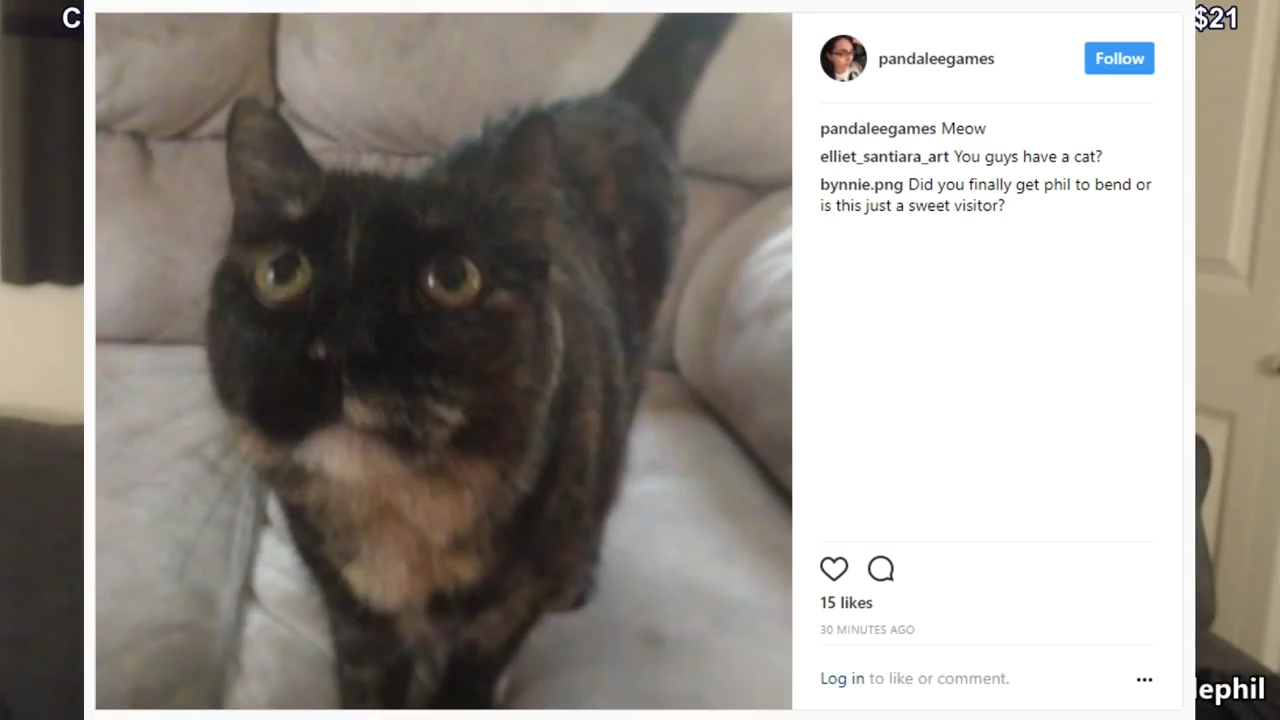 C
$21
pandaleegames
Follow
pandaleegames Meow
elliet_santiara_art You guys have a cat?
bynnie.png Did you finally get phil to bend or
is this just a sweet visitor?
15 likes
30 MINUTES AGO
Log in to like or comment.
lephil